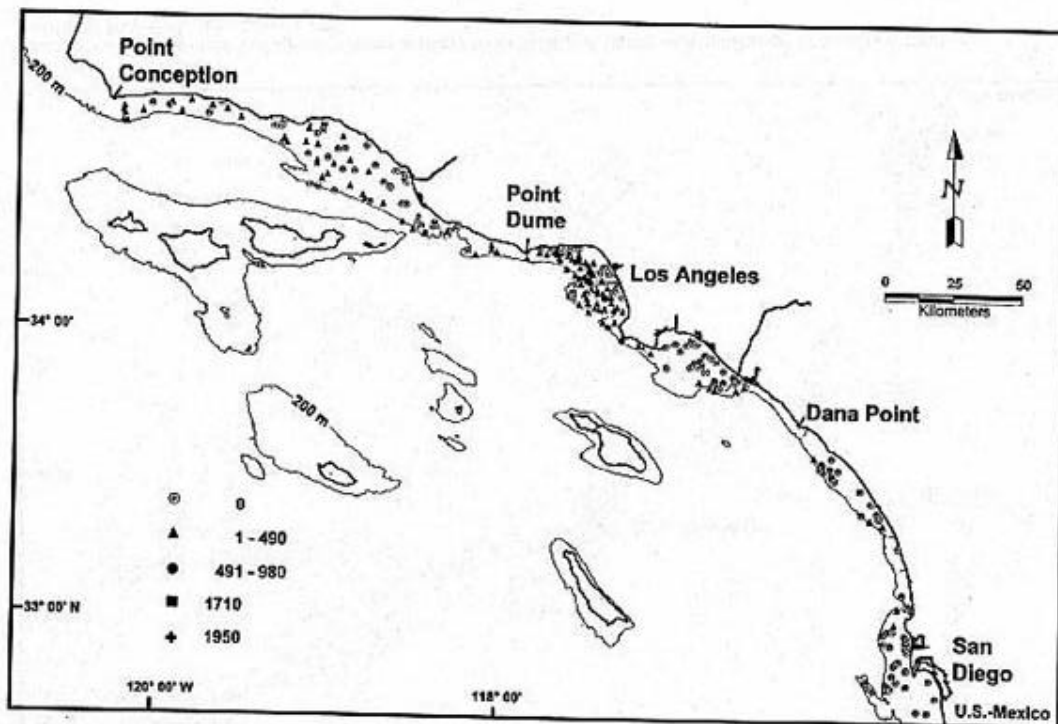 Point
Conception
200 m
Point
Dume
N
Los Angeles
0 25 50
Kilometers
34° 00'
200 m
Dana Point
0
1 - 490
491 - 980
1710
1950
33° 00' N
San
Diego
120° 00' W
118° 00'
U.S.-Mexico